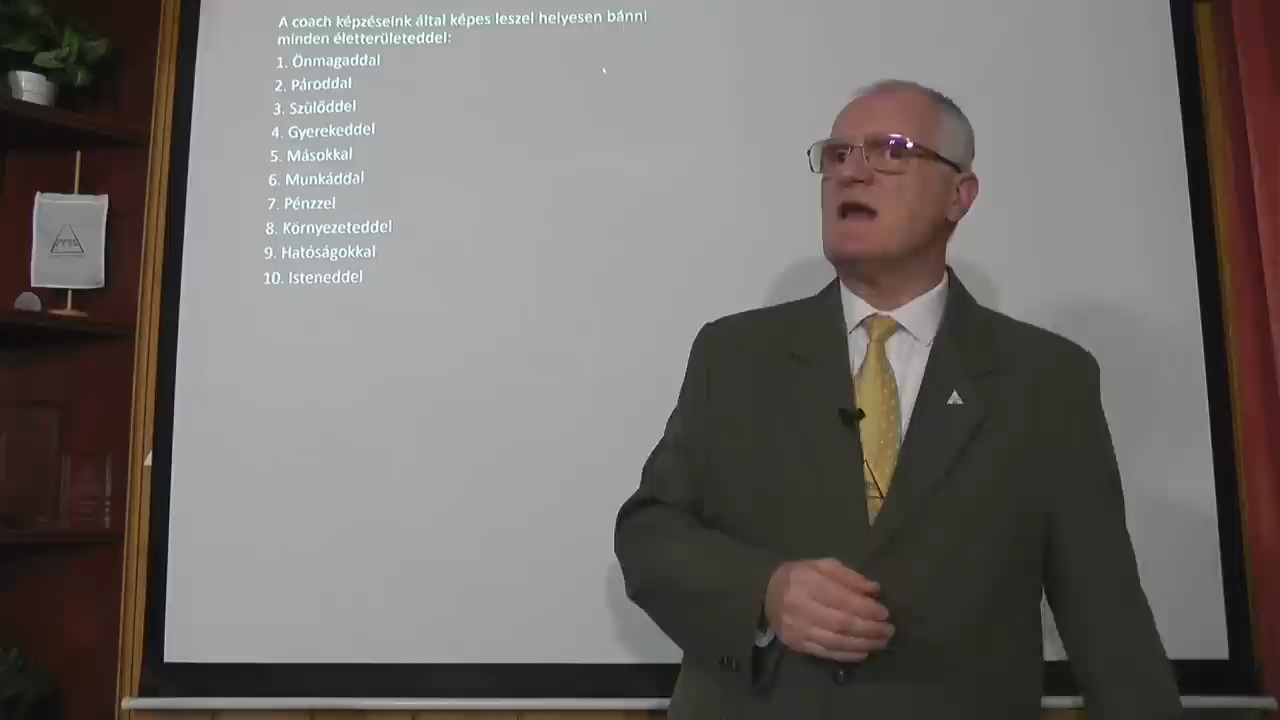 A coach képzéseink által képes leszel helyesen bánni
minden életterületeddel:
1. Önmagaddal
2. Pároddal
3. Szülőddel
4. Gyerekeddel
5. Másokkal
6. Munkáddal
7. Pénzzel
8. Környezeteddel
9. Hatóságokkal
10. Isteneddel